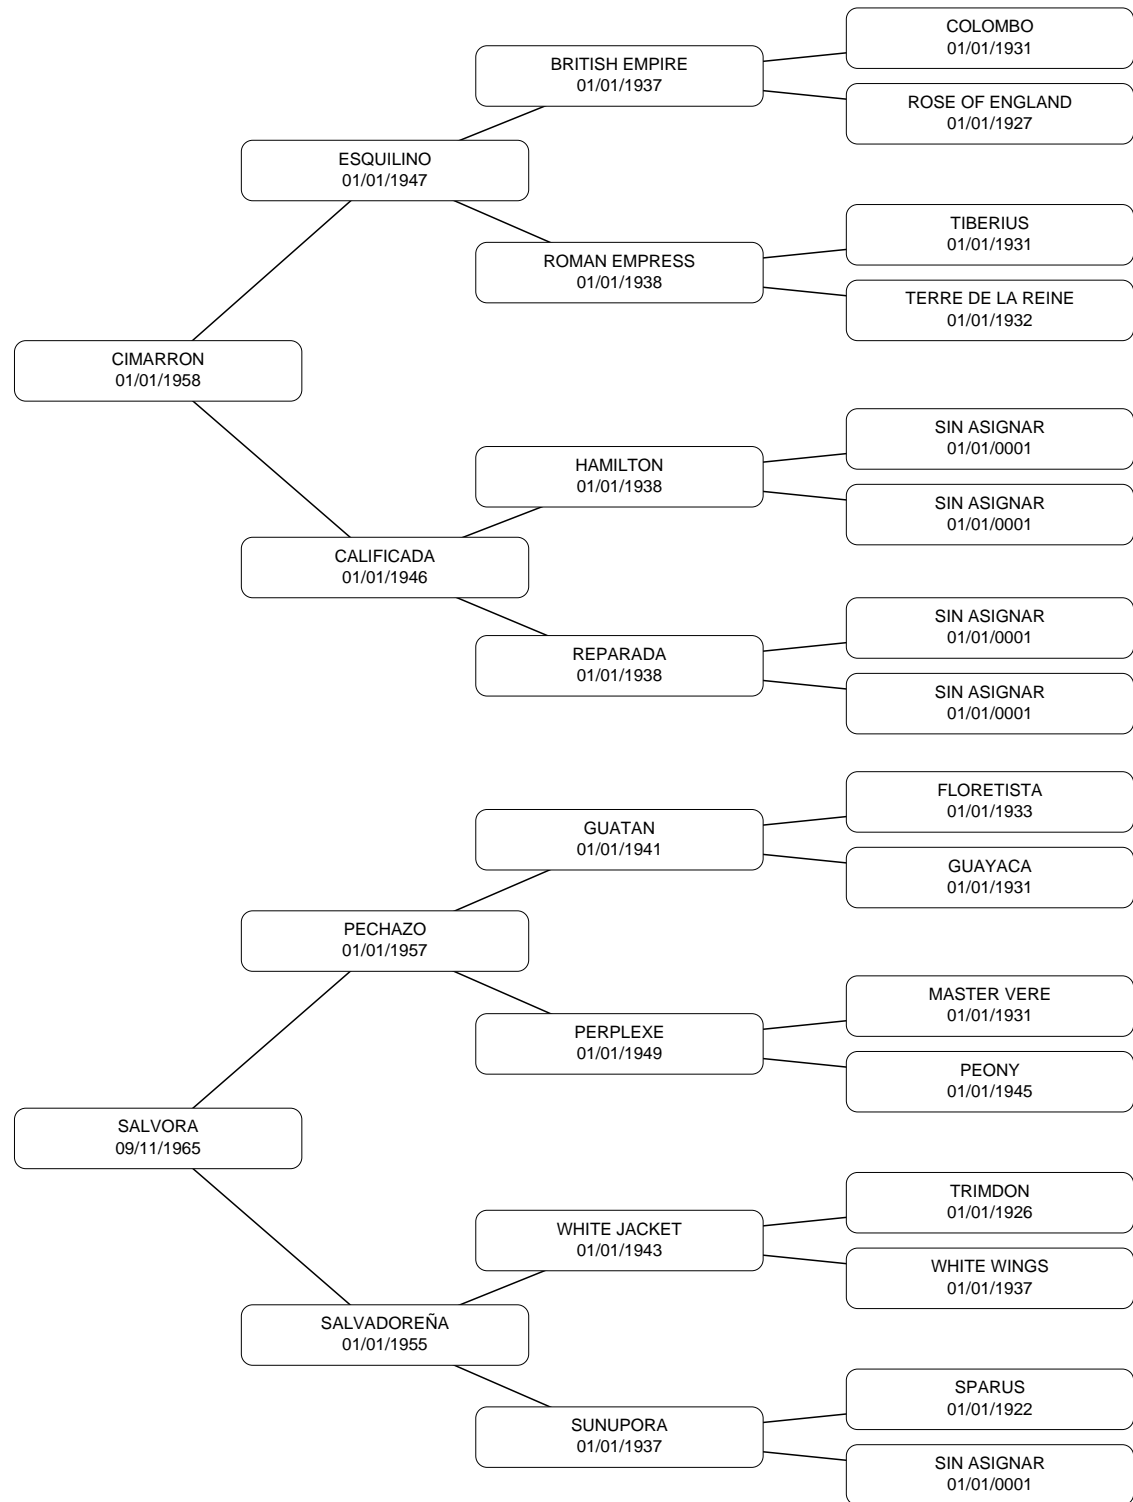 COLOMBO
01/01/1931
BRITISH EMPIRE
01/01/1937
ROSE OF ENGLAND
01/01/1927
ESQUILINO
01/01/1947
TIBERIUS
01/01/1931
ROMAN EMPRESS
01/01/1938
TERRE DE LA REINE
01/01/1932
CIMARRON
01/01/1958
SIN ASIGNAR
01/01/0001
HAMILTON
01/01/1938
SIN ASIGNAR
01/01/0001
CALIFICADA
01/01/1946
SIN ASIGNAR
01/01/0001
REPARADA
01/01/1938
SIN ASIGNAR
01/01/0001
FLORETISTA
01/01/1933
GUATAN
01/01/1941
GUAYACA
01/01/1931
PECHAZO
01/01/1957
MASTER VERE
01/01/1931
PERPLEXE
01/01/1949
PEONY
01/01/1945
SALVORA
09/11/1965
TRIMDON
01/01/1926
WHITE JACKET
01/01/1943
WHITE WINGS
01/01/1937
SALVADOREÑA
01/01/1955
SPARUS
01/01/1922
SUNUPORA
01/01/1937
SIN ASIGNAR
01/01/0001